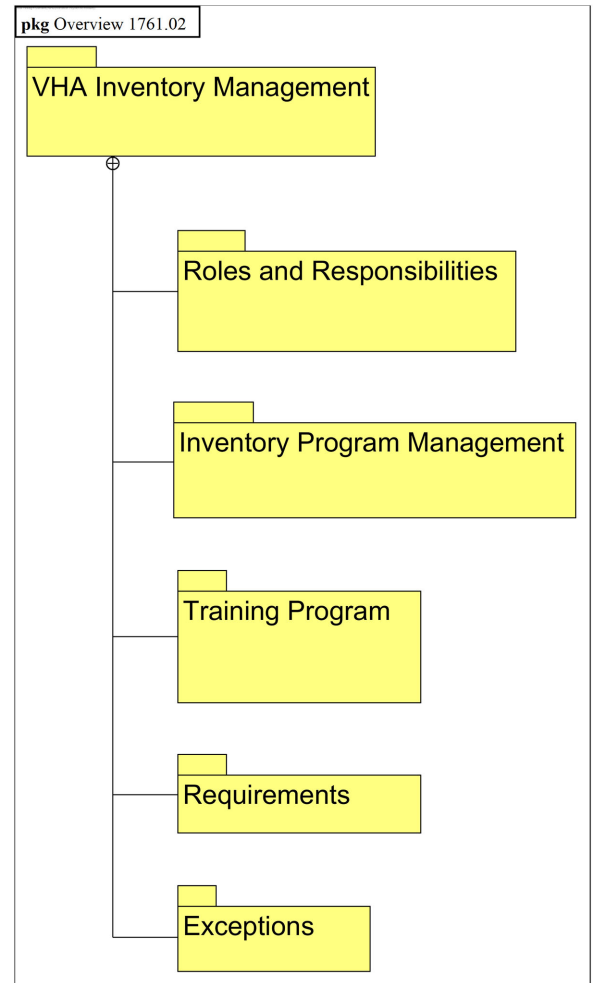 pkg Overview 1761.02
VHA Inventory Management
Roles and Responsibilities
Inventory Program Management
Training Program
Requirements
Exceptions